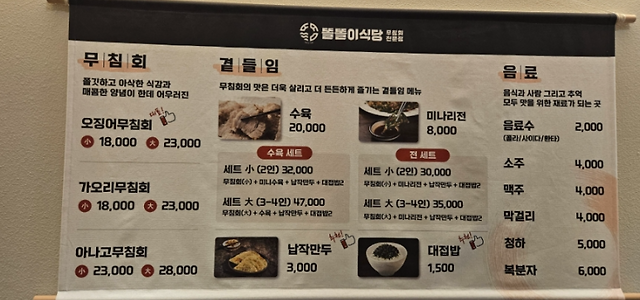 똘똘이식당 무침회 전문점
무침회
쫄깃하고 아삭한 식감과
매콤한 양념이 한데 어우러진
오징어무침회
小 18,000 大 23,000
가오리무침회
小 18,000 大 23,000
아나고무침회
小 23,000 大 28,000
곁들임
무침회의 맛은 더욱 살리고 더 든든하게 즐기는 곁들임 메뉴
수육
20,000
미나리전
8,000
수육 세트
세트 小 (2인) 32,000
무침회(小) + 미니수육 + 납작만두 + 대접밥2
세트 大 (3~4인) 47,000
무침회(大) + 수육 + 납작만두 + 대접밥2
전 세트
세트 小 (2인) 30,000
무침회(小) + 미나리전 + 납작만두 + 대접밥2
세트 大 (3~4인) 35,000
무침회(大) + 미나리전 + 납작만두 + 대접밥2
납작만두
3,000
대접밥
1,500
음료
음식과 사람 그리고 추억
모두 맛을 위한 재료가 되는 곳
음료수 2,000
(콜라/사이다/환타)
소주 4,000
맥주 4,000
막걸리 4,000
청하 5,000
복분자 6,000